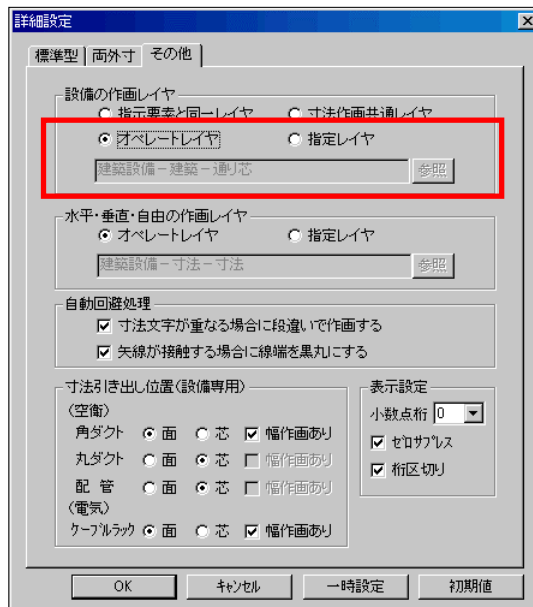 詳細設定
標準型 両外寸 その他
設備の作画レイヤ
指示要素と同一レイヤ 寸法作画共通レイヤ
オペレートレイヤ 指定レイヤ
建築設備－建築－通り芯 参照
水平・垂直・自由の作画レイヤ
オペレートレイヤ 指定レイヤ
建築設備－寸法－寸法 参照
自動回避処理
寸法文字が重なる場合に段違いで作画する
矢線が接触する場合に線端を黒丸にする
寸法引き出し位置(設備専用)
(空衛)
角ダクト 面 芯 幅作画あり
丸ダクト 面 芯 幅作画あり
配 管 面 芯 幅作画あり
(電気)
ケーブルラック 面 芯 幅作画あり
表示設定
小数点桁 0
ゼロサプレス
桁区切り
OK キャンセル 一時設定 初期値